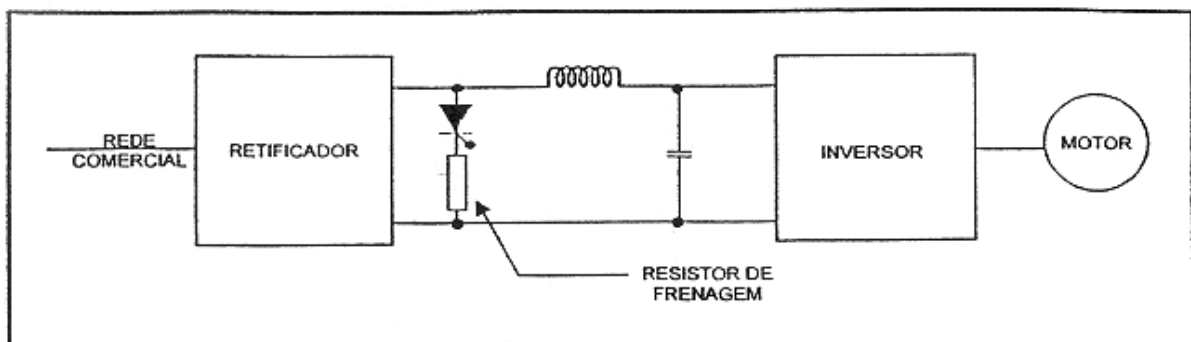 REDE
COMERCIAL
RETIFICADOR
INVERSOR
MOTOR
RESISTOR DE
FRENAGEM